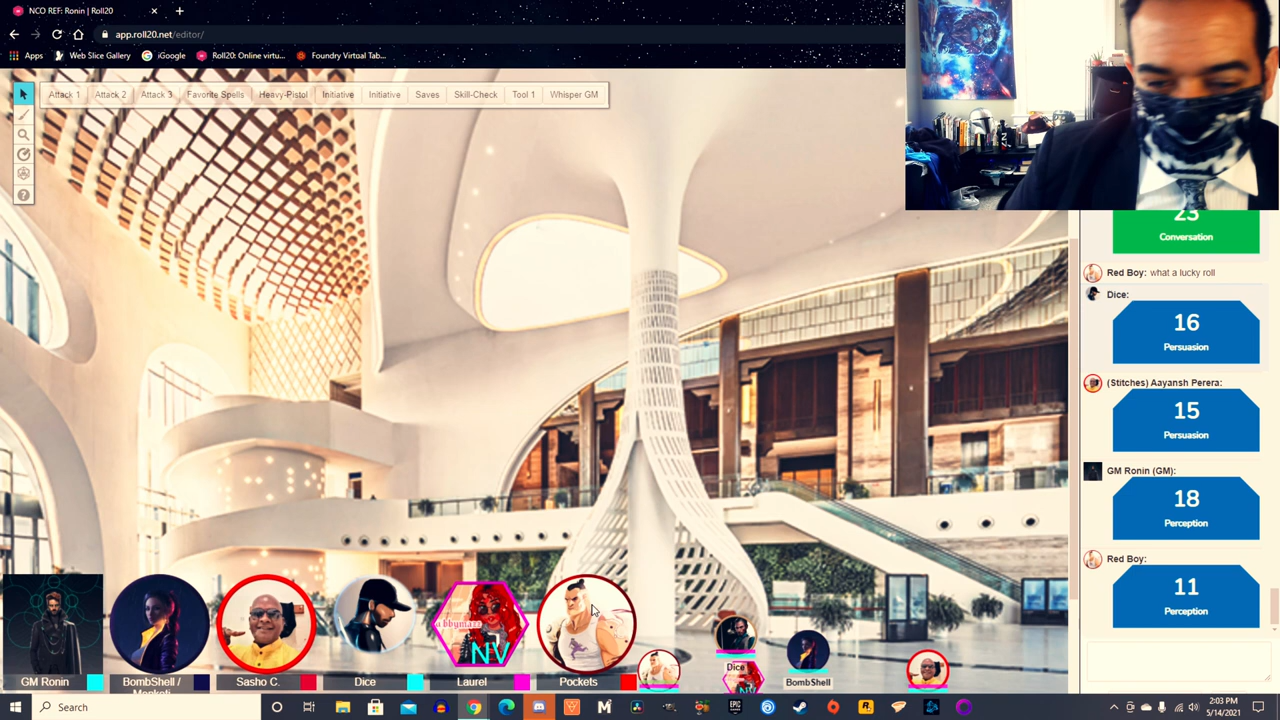 NCO REF: Ronin | Roll20
app.roll20.net/editor/
Apps
Web Slice Gallery
iGoogle
Roll20: Online virtu...
Foundry Virtual Tab...
Attack 1
Attack 2
Attack 3
Favorite Spells
Heavy-Pistol
Initiative
Initiative
Saves
Skill-Check
Tool 1
Whisper GM
23
Conversation
Red Boy: what a lucky roll
Dice:
16
Persuasion
(Stitches) Aayansh Perera:
15
Persuasion
GM Ronin (GM):
18
Perception
Red Boy:
11
Perception
NV
Dice
BombShell
GM Ronin
BombShell /
Sasho C.
Dice
Laurel
Pockets
Search
2:03 PM
5/14/2021